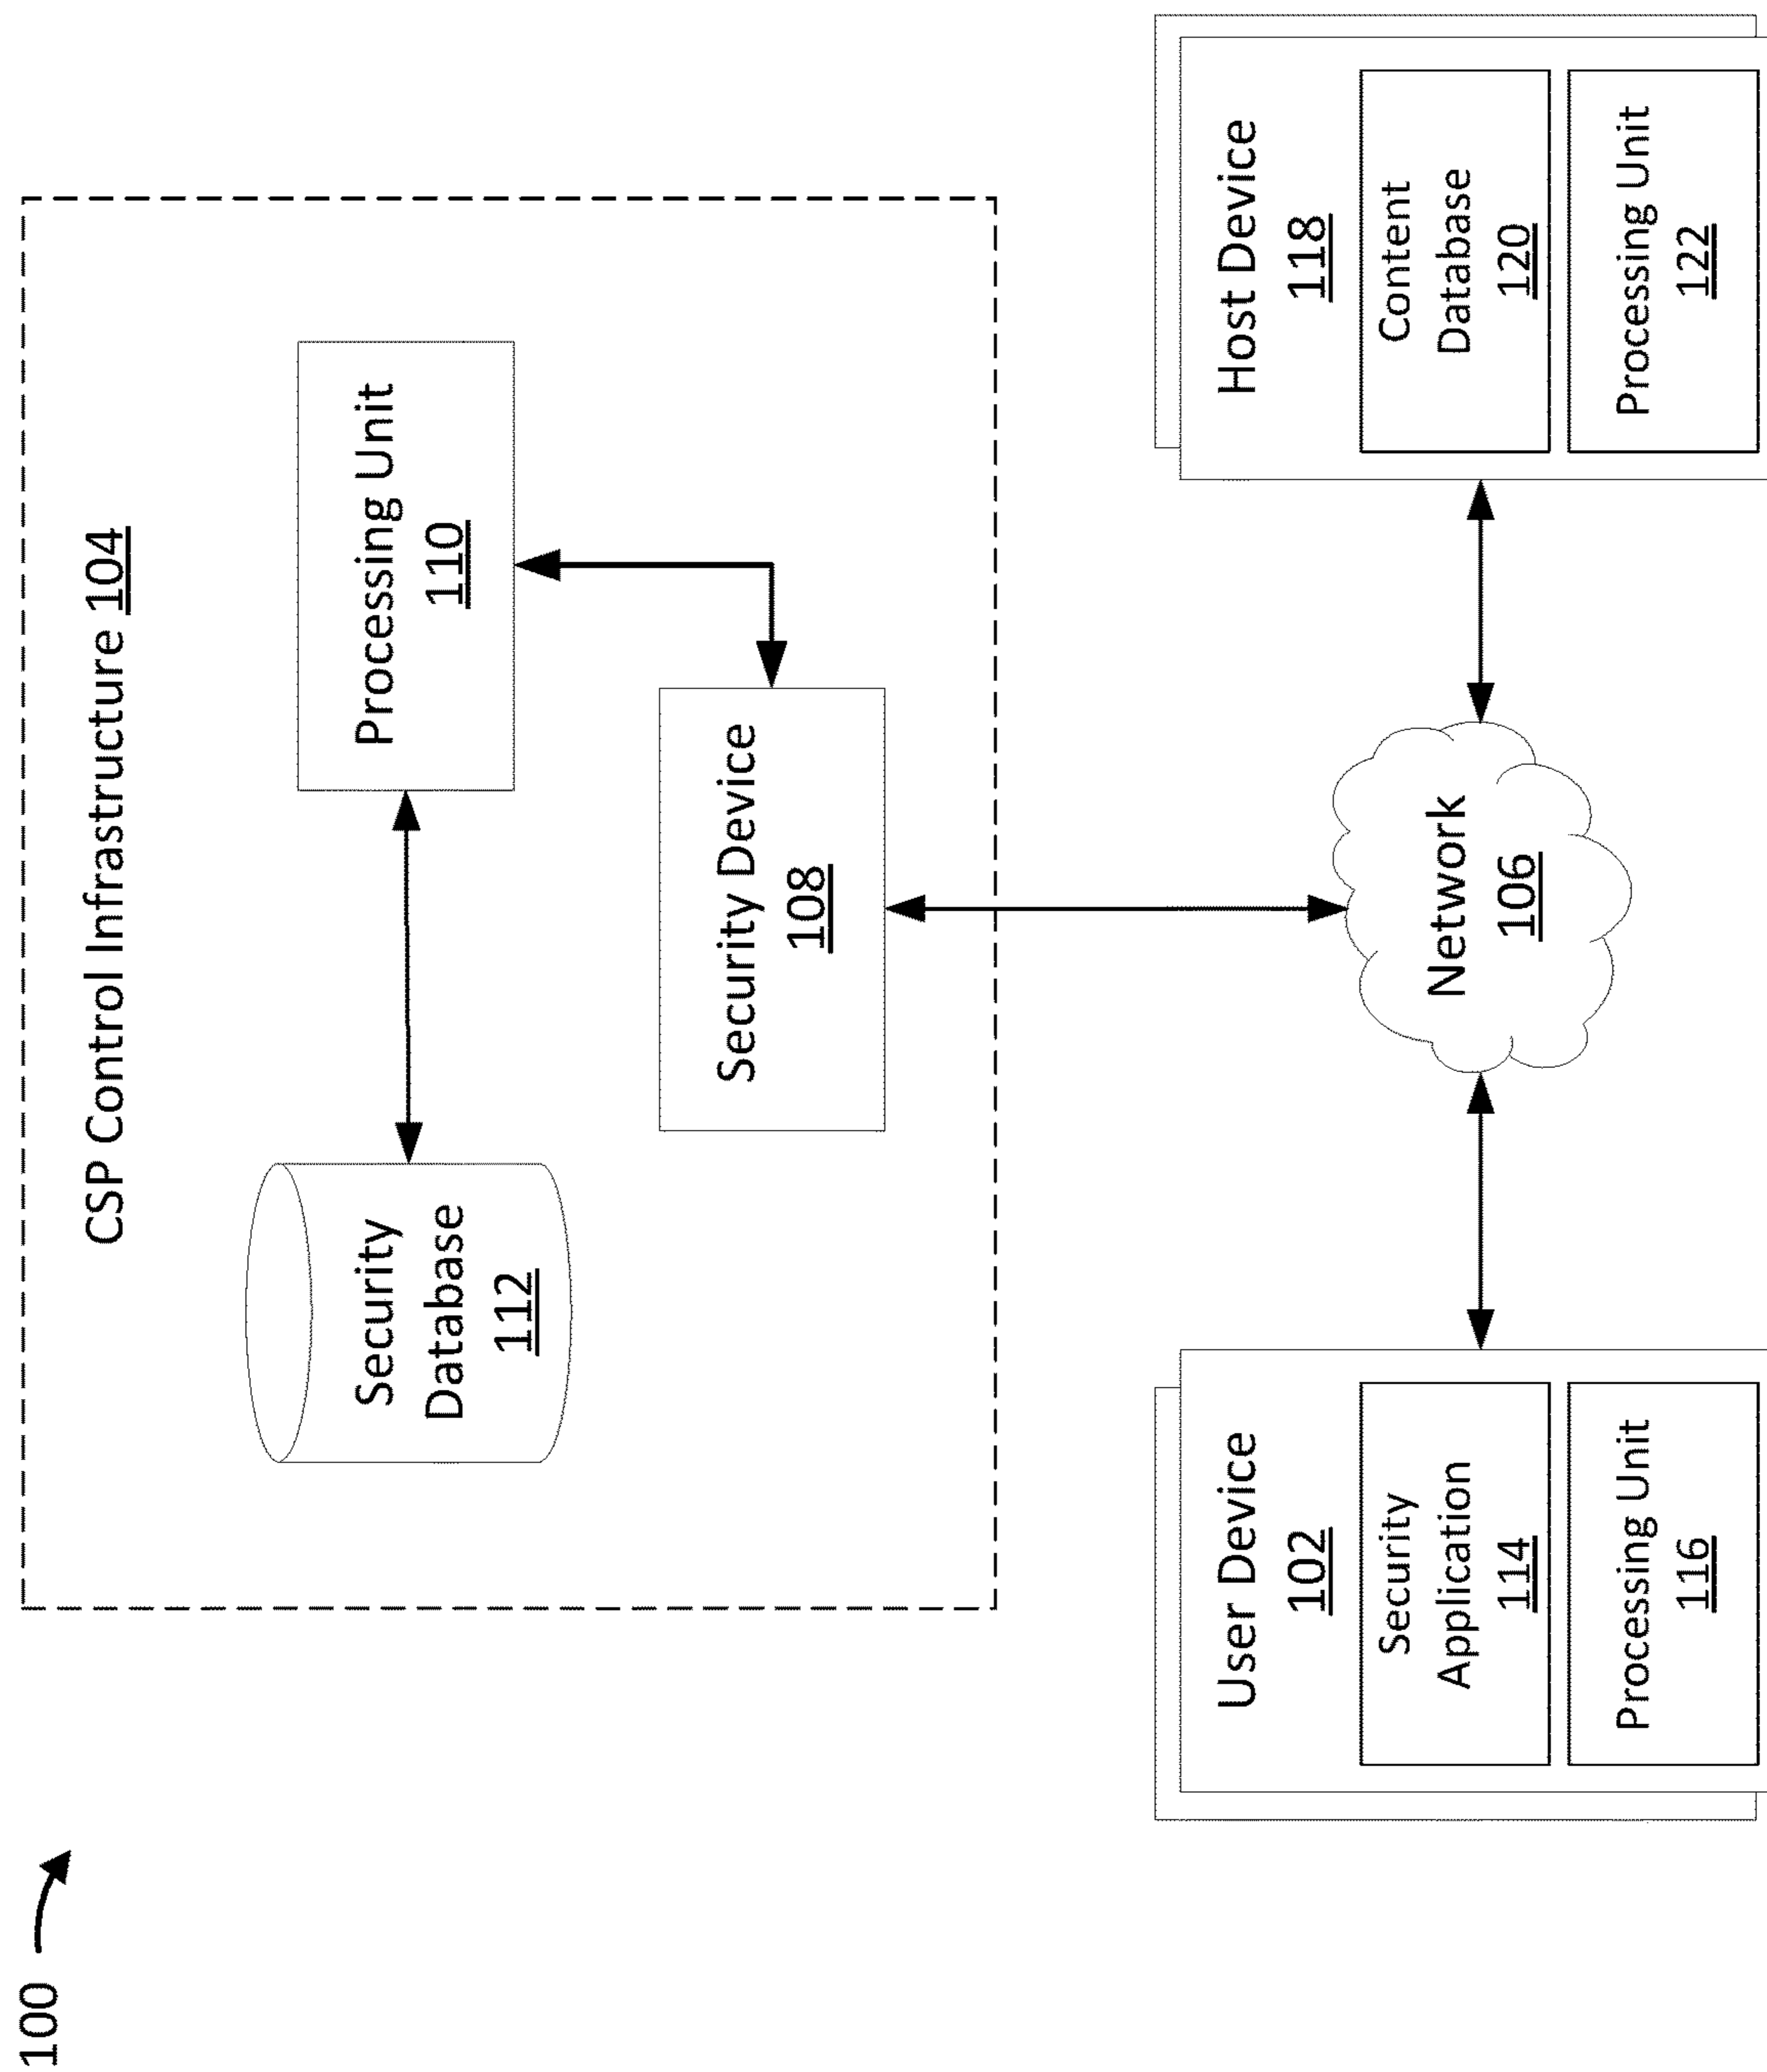 100
CSP Control Infrastructure 104
Security
Database
112
Processing Unit
110
Security Device
108
User Device
102
Security
Application
114
Processing Unit
116
Network
106
Host Device
118
Content
Database
120
Processing Unit
122